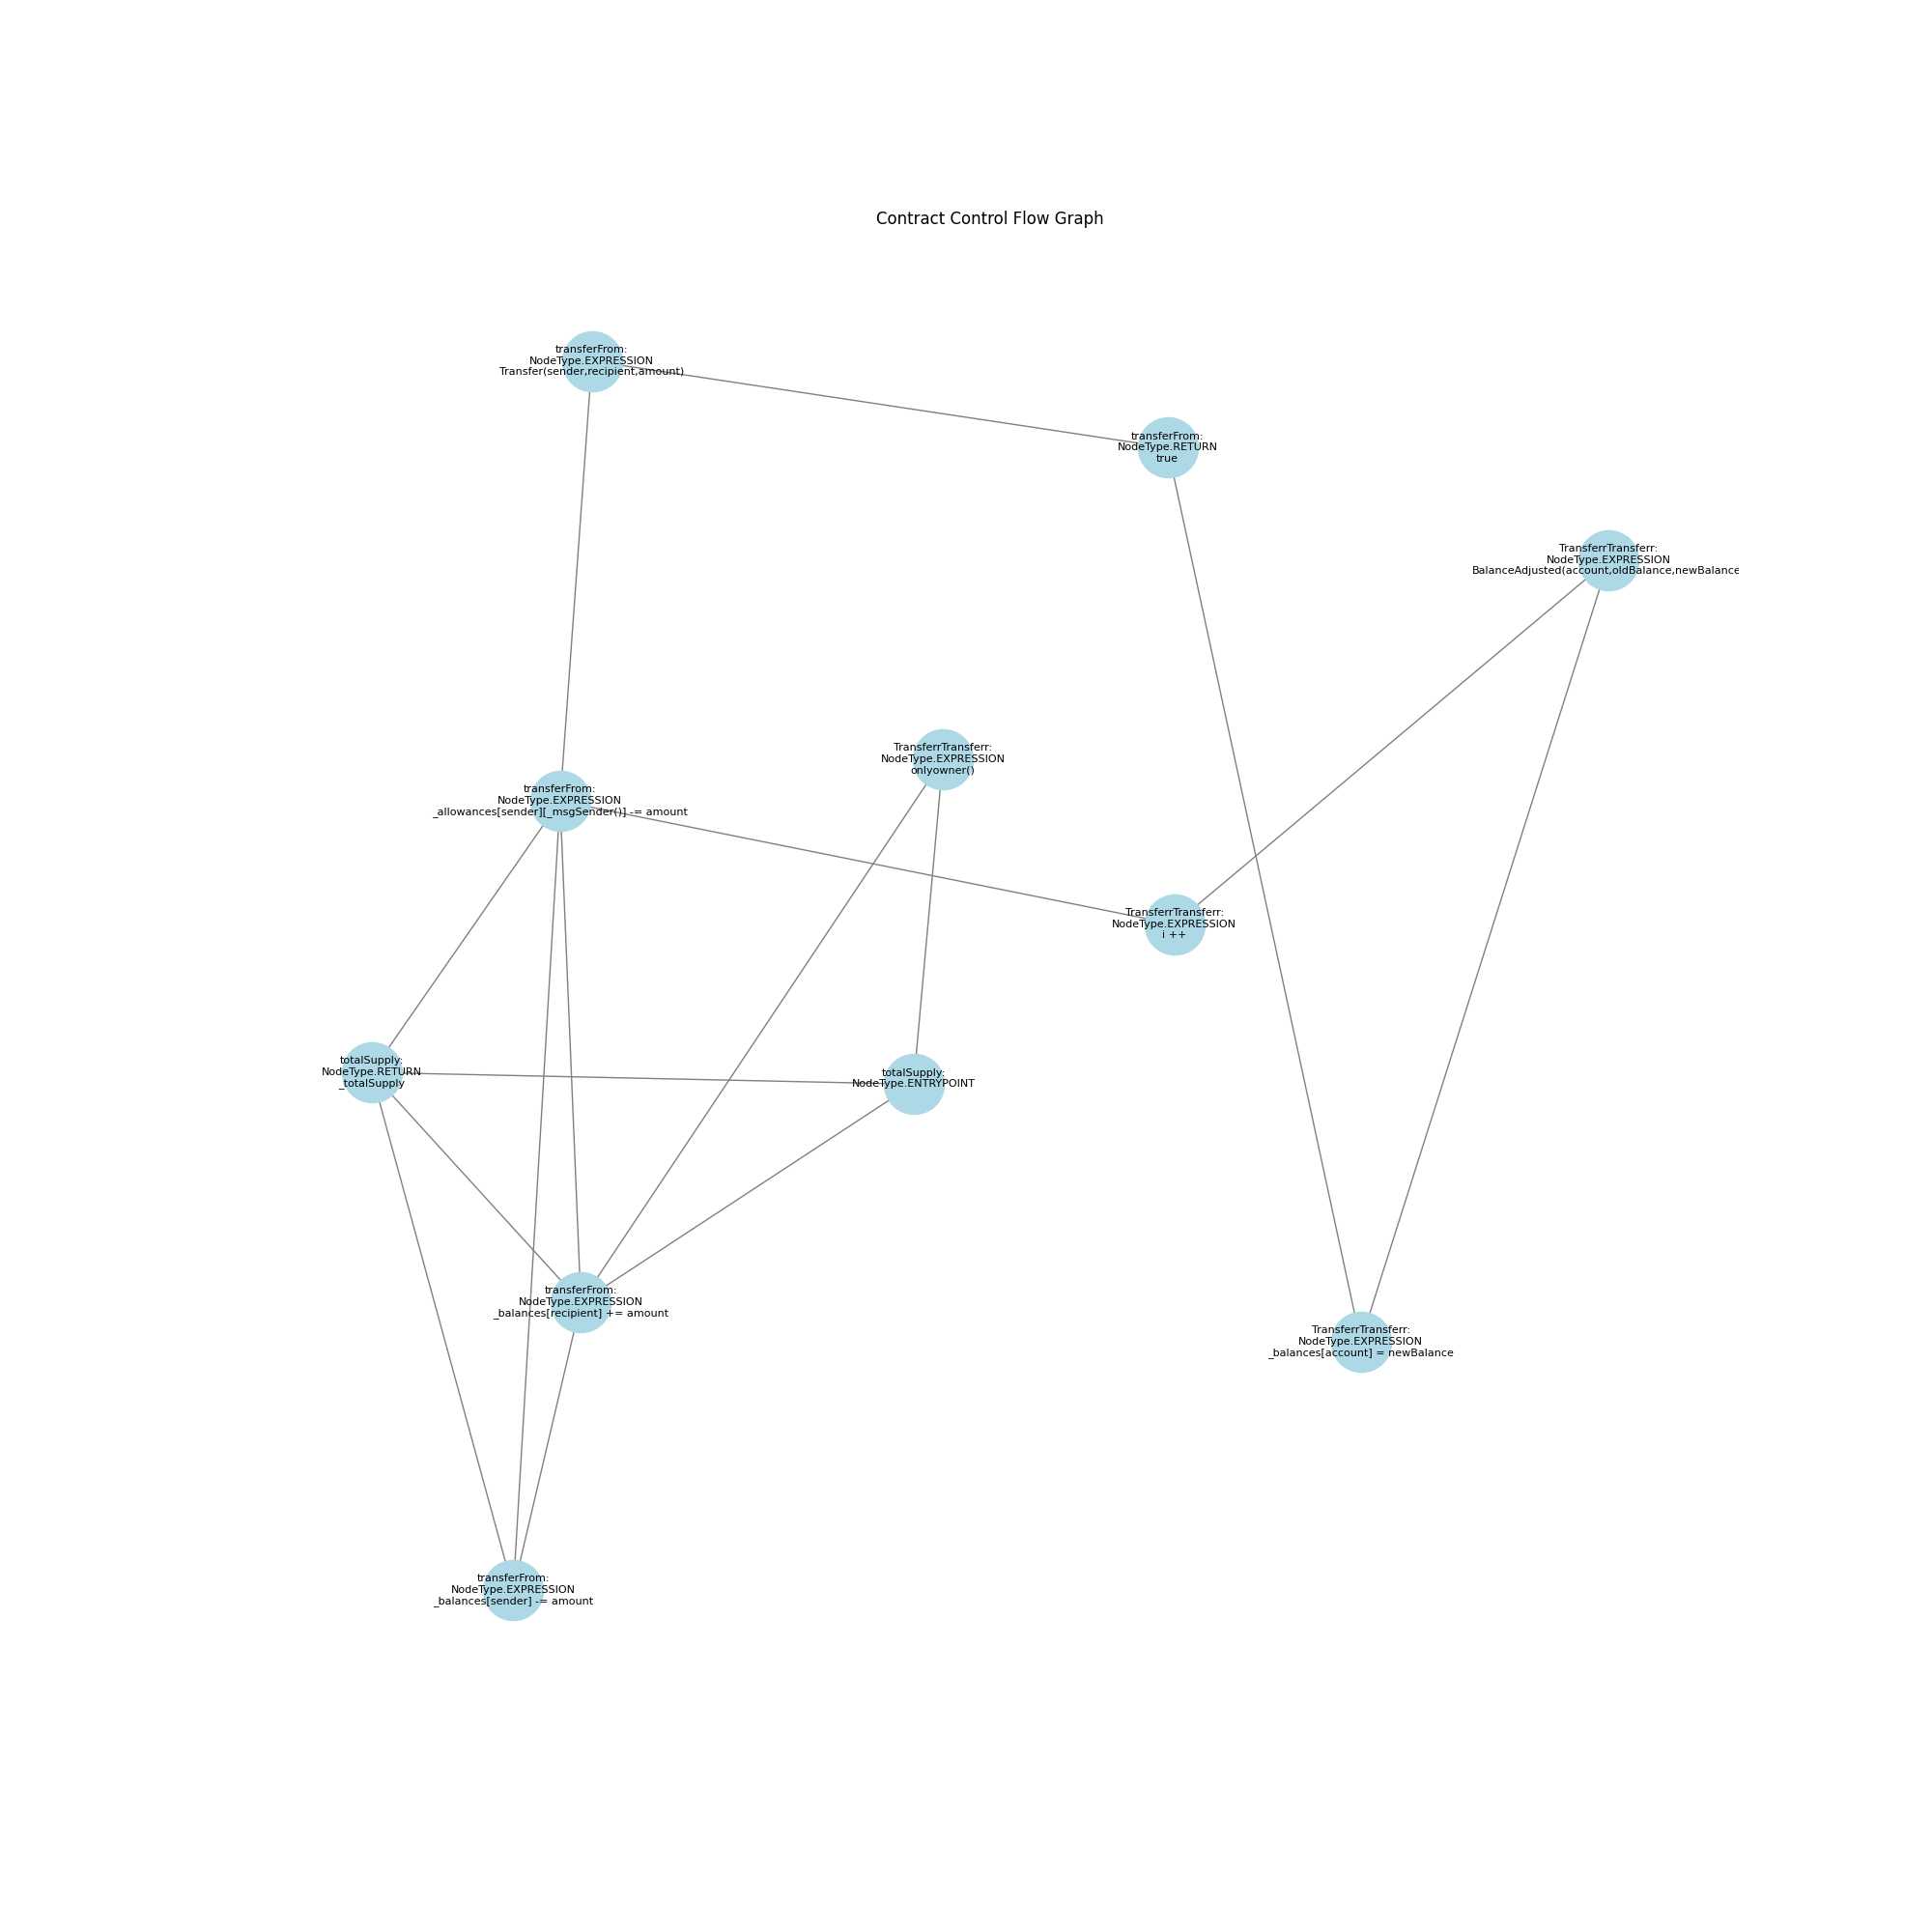 Contract Control Flow Graph
transferFrom:
NodeType.EXPRESSION
Transfer(sender,recipient,amount)
transferFrom:
NodeType.RETURN
true
TransferrTransferr:
NodeType.EXPRESSION
BalanceAdjusted(account,oldBalance,newBalance
TransferrTransferr:
NodeType.EXPRESSION
onlyowner()
transferFrom:
NodeType.EXPRESSION
_allowances[sender][_msgSender()] -= amount
TransferrTransferr:
NodeType.EXPRESSION
i ++
totalSupply:
NodeType.RETURN
_totalSupply
totalSupply:
NodeType.ENTRYPOINT
transferFrom:
NodeType.EXPRESSION
_balances[recipient] += amount
TransferrTransferr:
NodeType.EXPRESSION
_balances[account] = newBalance
transferFrom:
NodeType.EXPRESSION
_balances[sender] -= amount